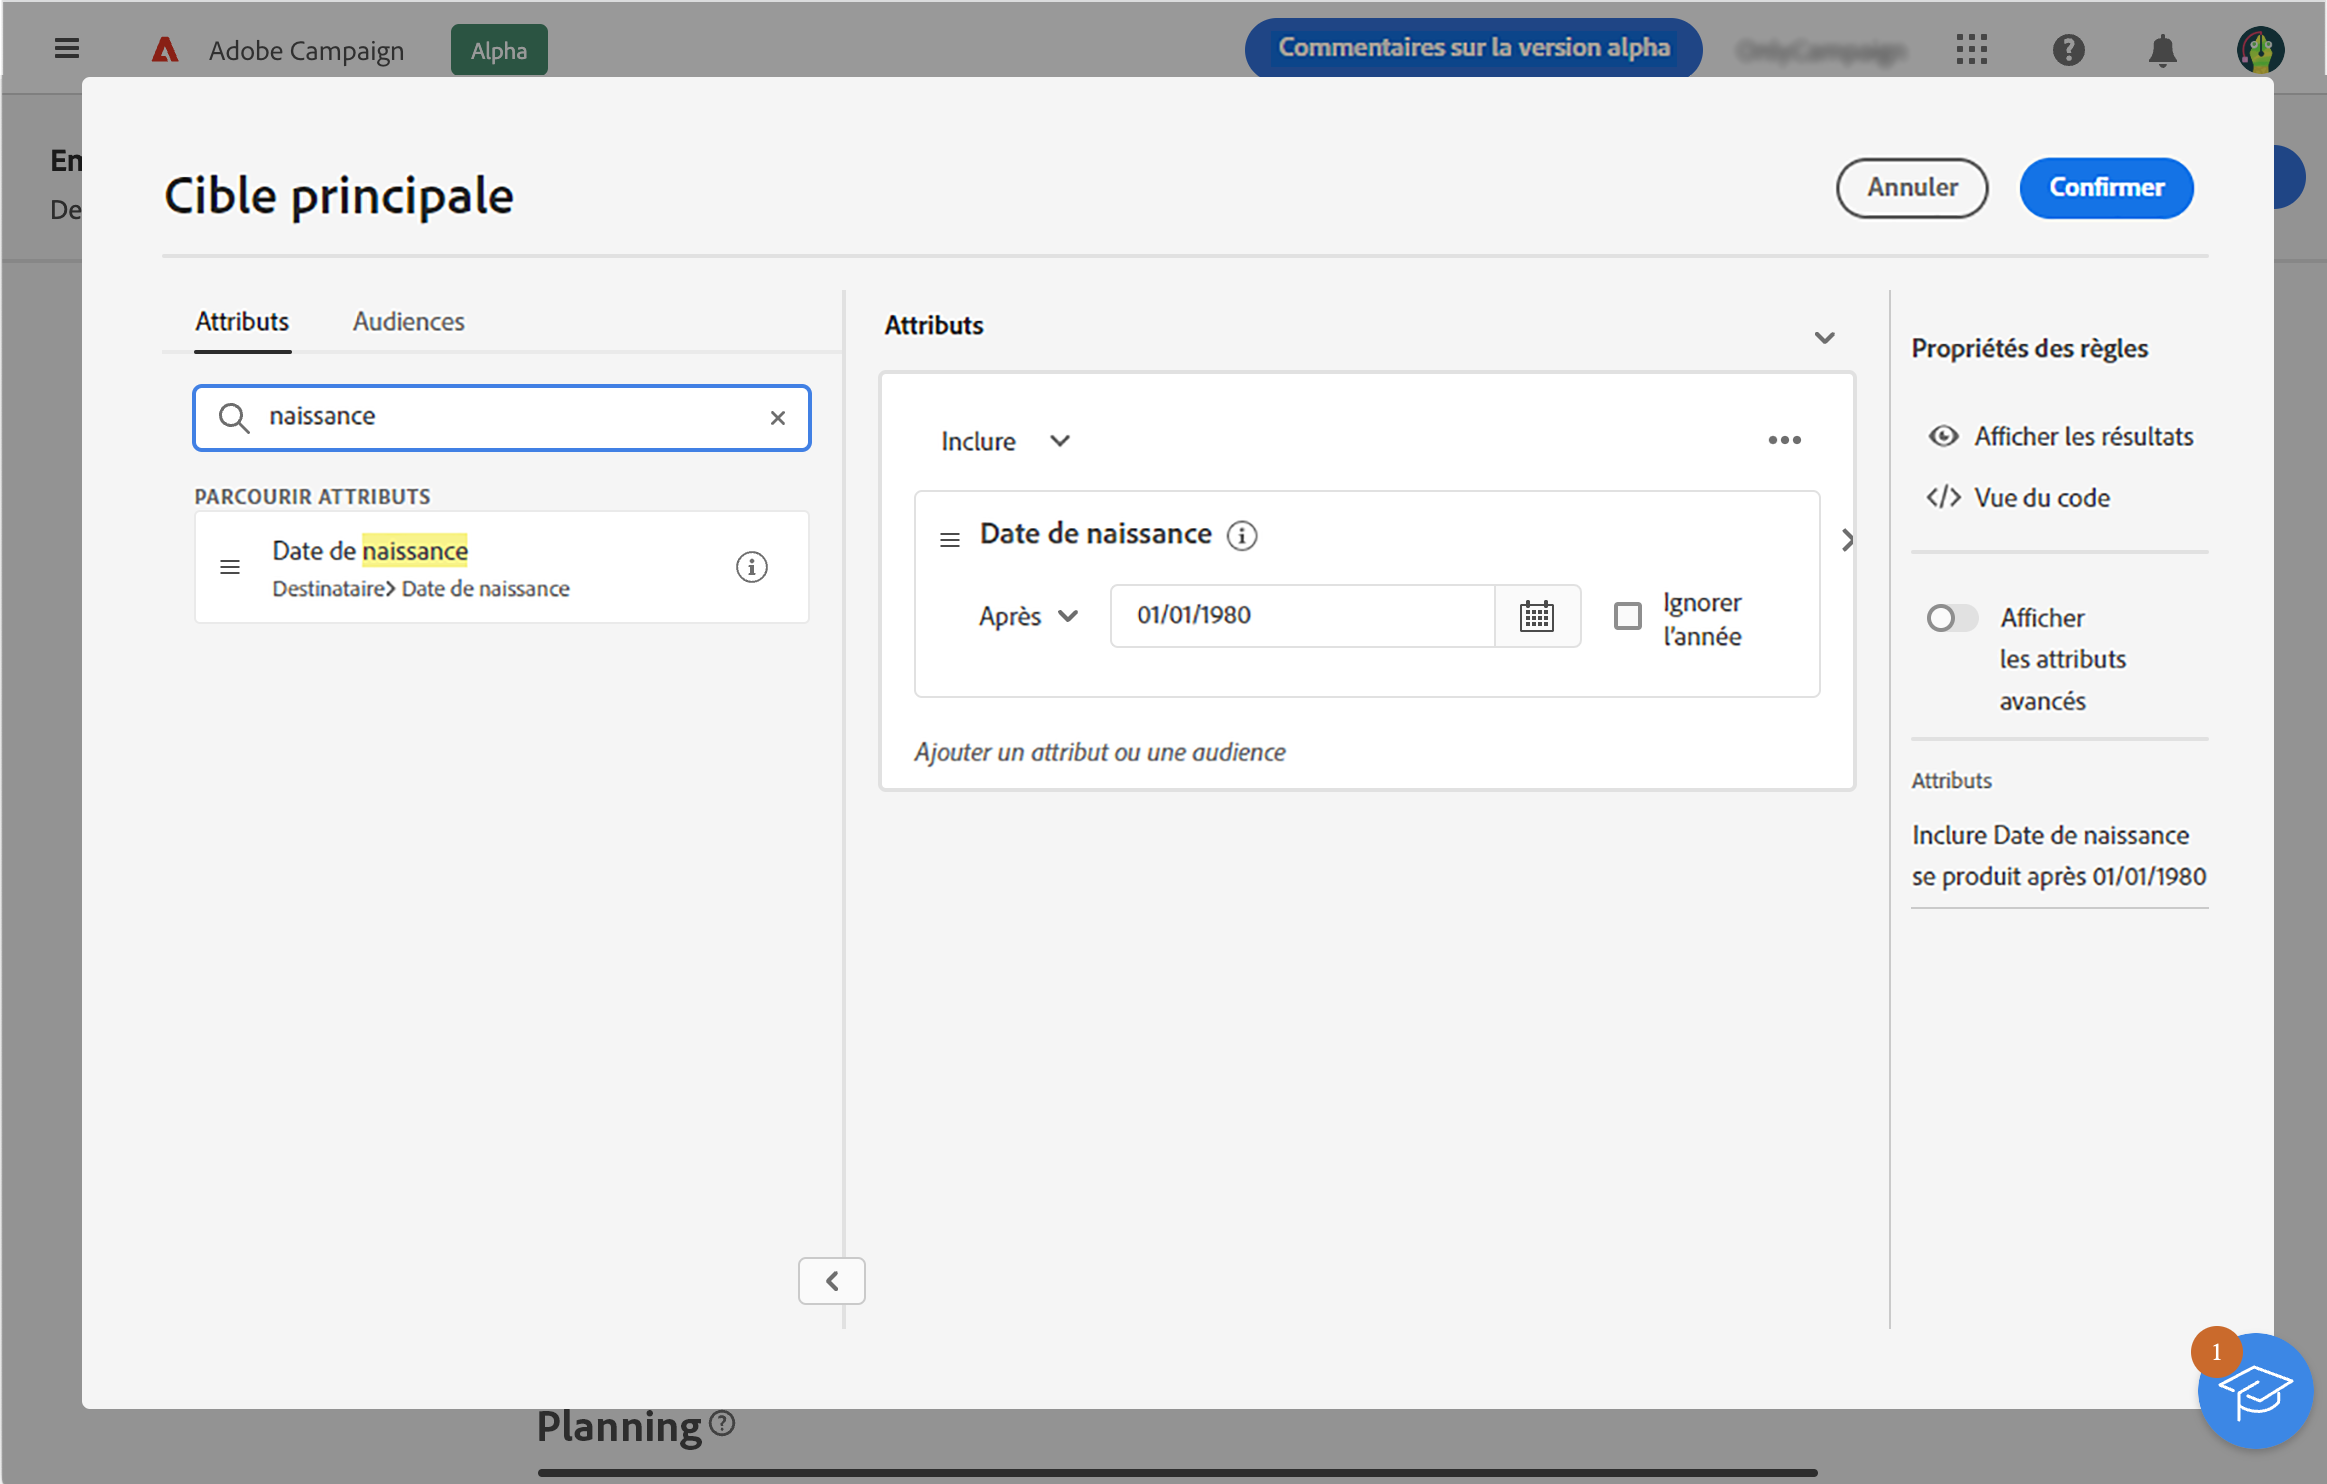 Adobe Campaign
Alpha
Commentaires sur la version alpha
Em
De
Cible principale
Annuler
Confirmer
Attributs
Audiences
naissance
PARCOURIR ATTRIBUTS
Date de naissance
Destinataire> Date de naissance
Attributs
Inclure
Date de naissance
Après
01/01/1980
Ignorer
l'année
Ajouter un attribut ou une audience
Propriétés des règles
Afficher les résultats
Vue du code
Afficher
les attributs
avancés
Attributs
Inclure Date de naissance
se produit après 01/01/1980
1
Planning